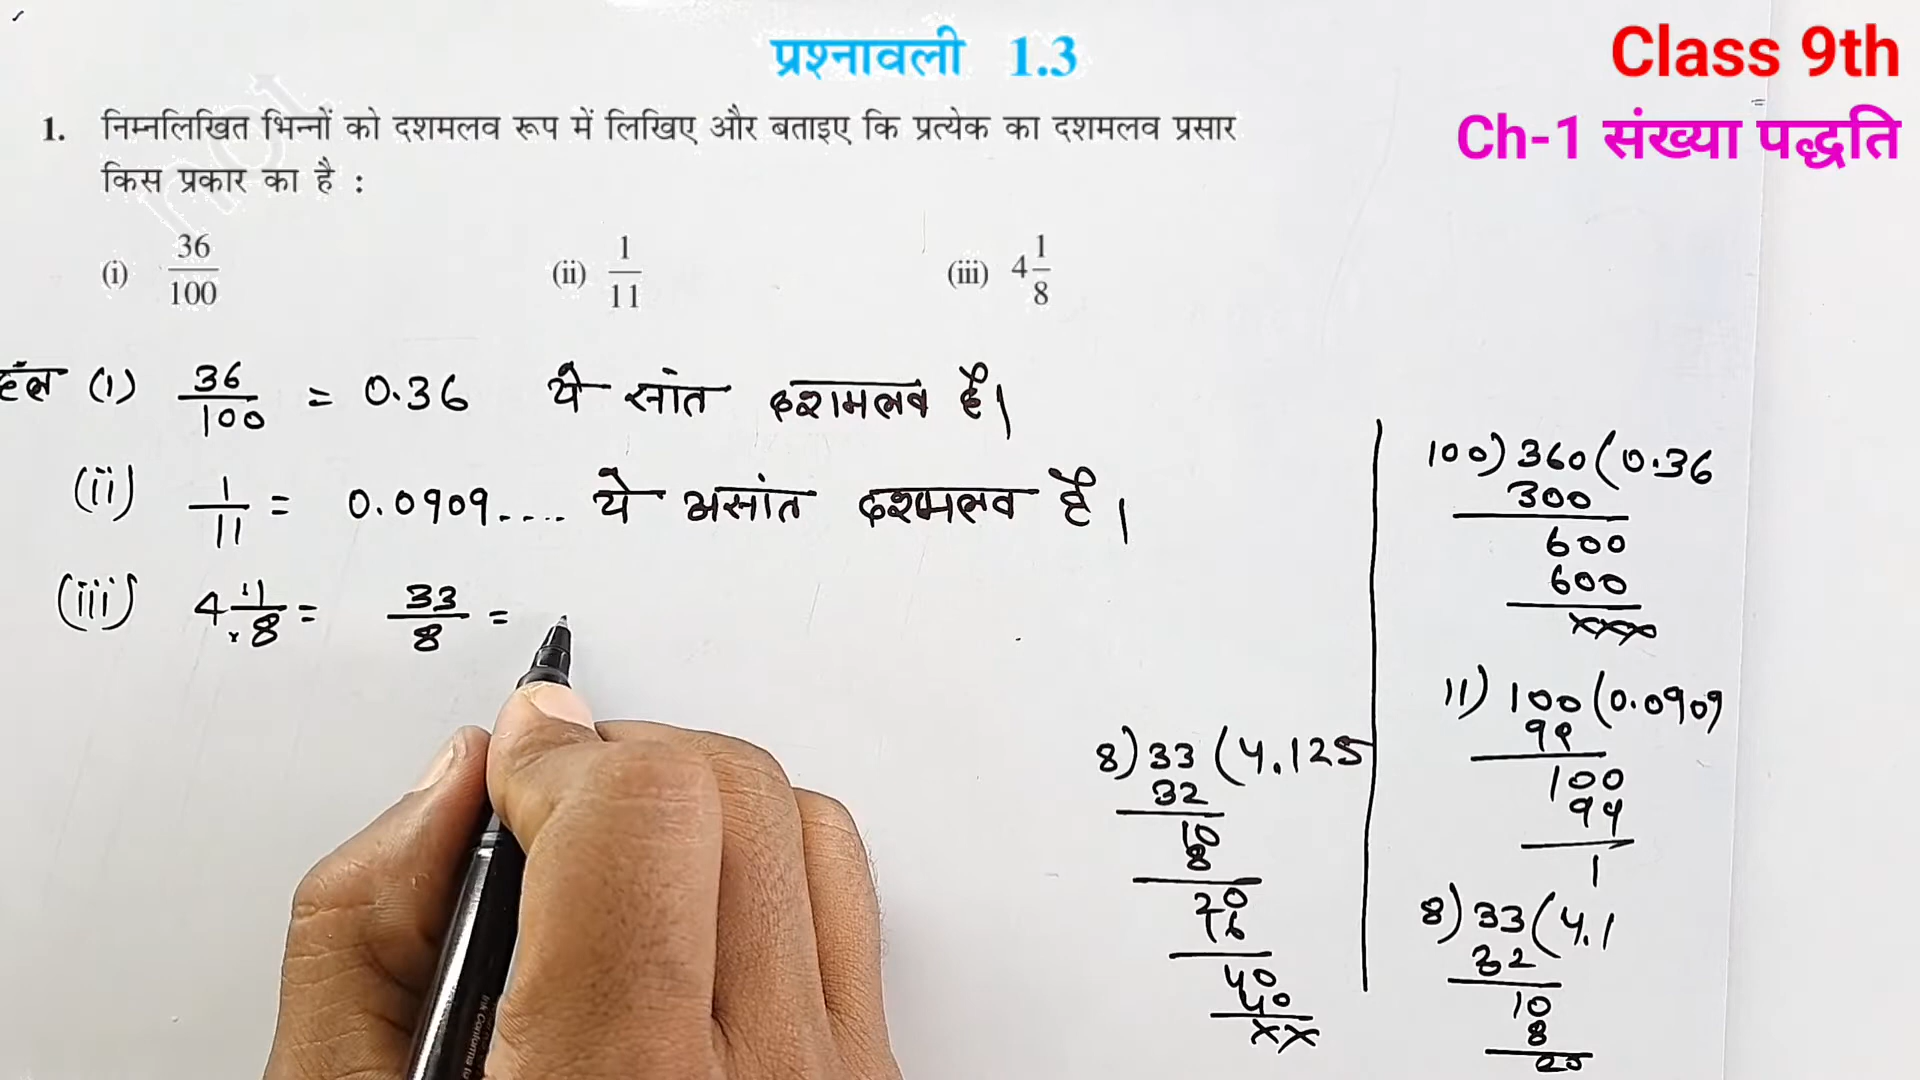 प्रश्नावली 1.3
Class 9th
Ch-1 संख्या पद्धति
1. निम्नलिखित भिन्नों को दशमलव रूप में लिखिए और बताइए कि प्रत्येक का दशमलव प्रसार
किस प्रकार का है :
(i) 36/100 (ii) 1/11 (iii) 4 1/8
हल (i) 36/100 = 0.36 ये सांत दशमलव है।
(ii) 1/11 = 0.0909.... ये असांत दशमलव है।
(iii) 4 1/8 = 33/8 =
8) 33 (4.125
32
10
8
20
16
40
40
××
100) 360 (0.36
300
600
600
×××
11) 100 (0.0909
99
100
99
1
8) 33 (4.1
32
10
8
20